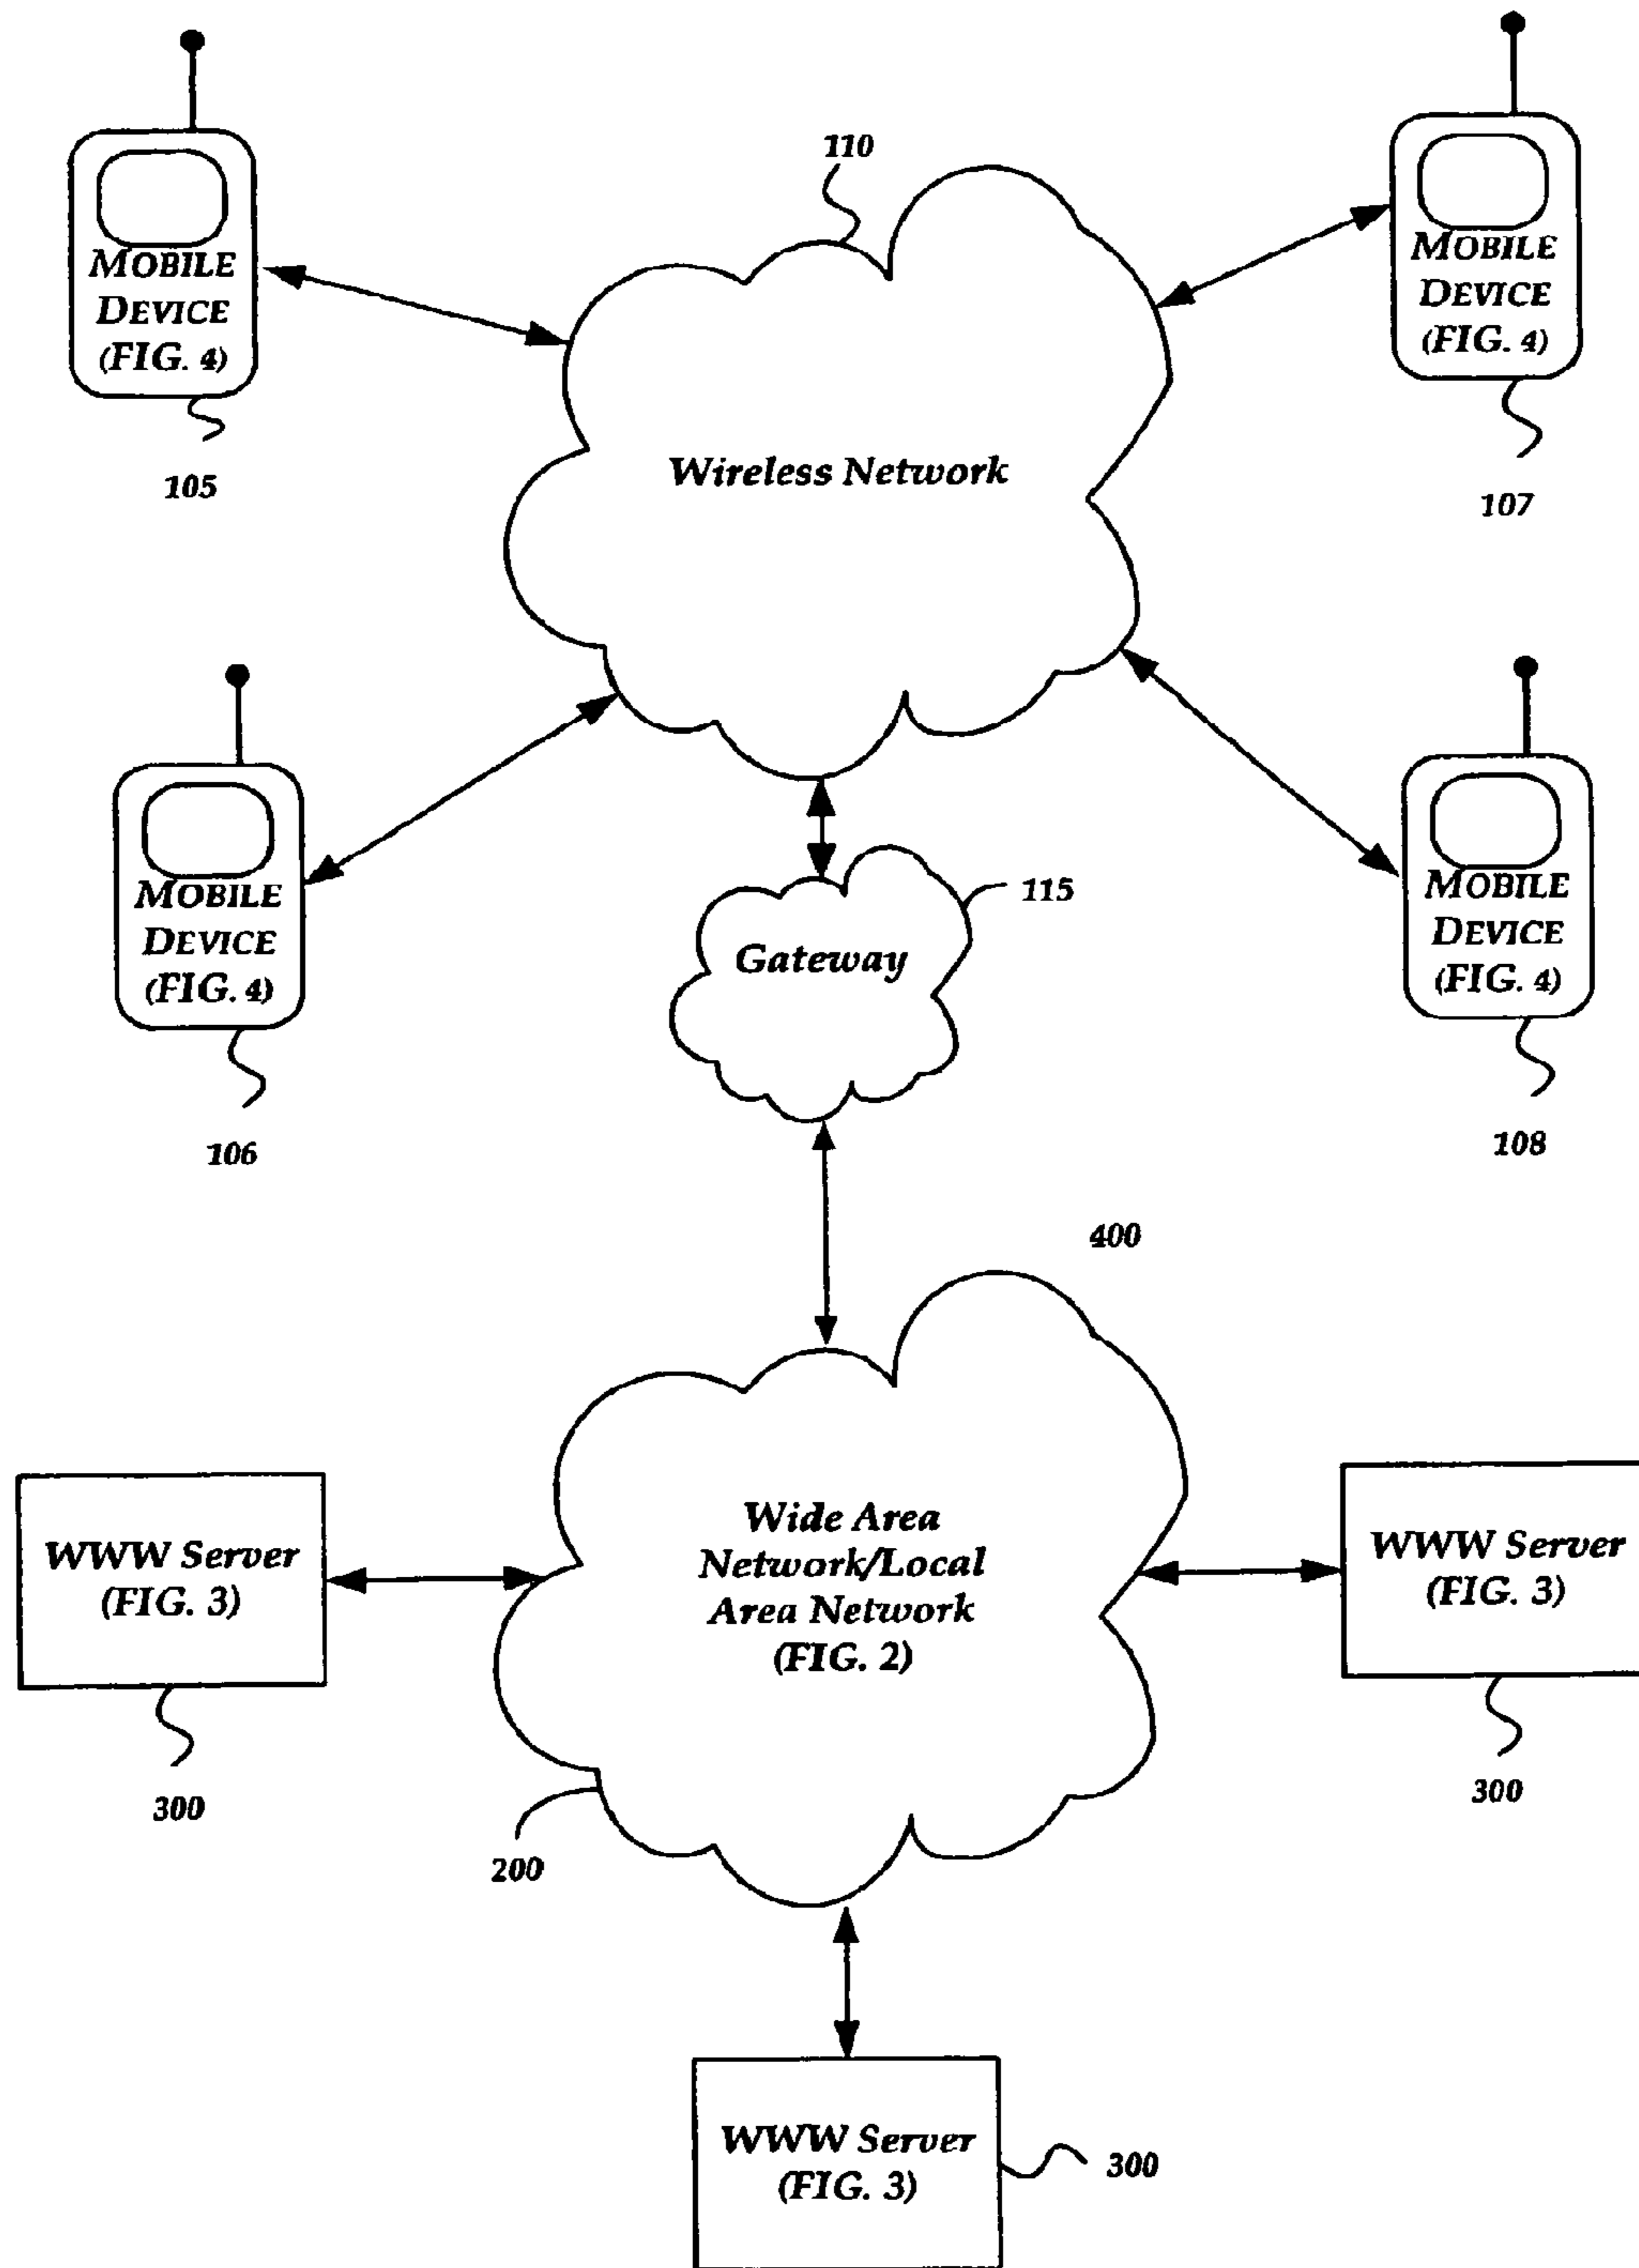 110
MOBILE
DEVICE
(FIG. 4)
105
MOBILE
DEVICE
(FIG. 4)
107
Wireless Network
MOBILE
DEVICE
(FIG. 4)
106
115
Gateway
MOBILE
DEVICE
(FIG. 4)
108
400
WWW Server
(FIG. 3)
300
Wide Area
Network/Local
Area Network
(FIG. 2)
200
WWW Server
(FIG. 3)
300
WWW Server
(FIG. 3)
300